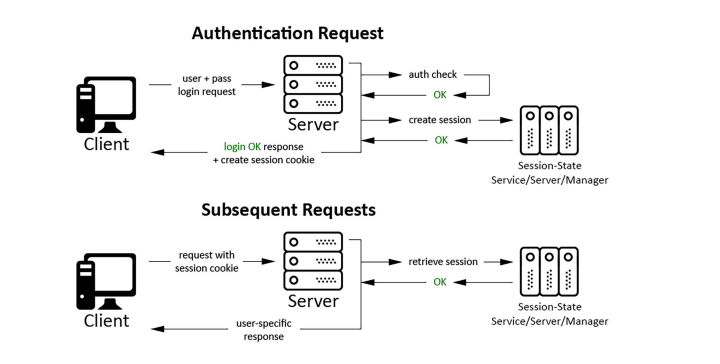 Authentication Request
user + pass
login request
auth check
OK
create session
OK
Client
Server
login OK response
+ create session cookie
Session-State
Service/Server/Manager
Subsequent Requests
request with
session cookie
retrieve session
OK
Client
Server
user-specific
response
Session-State
Service/Server/Manager